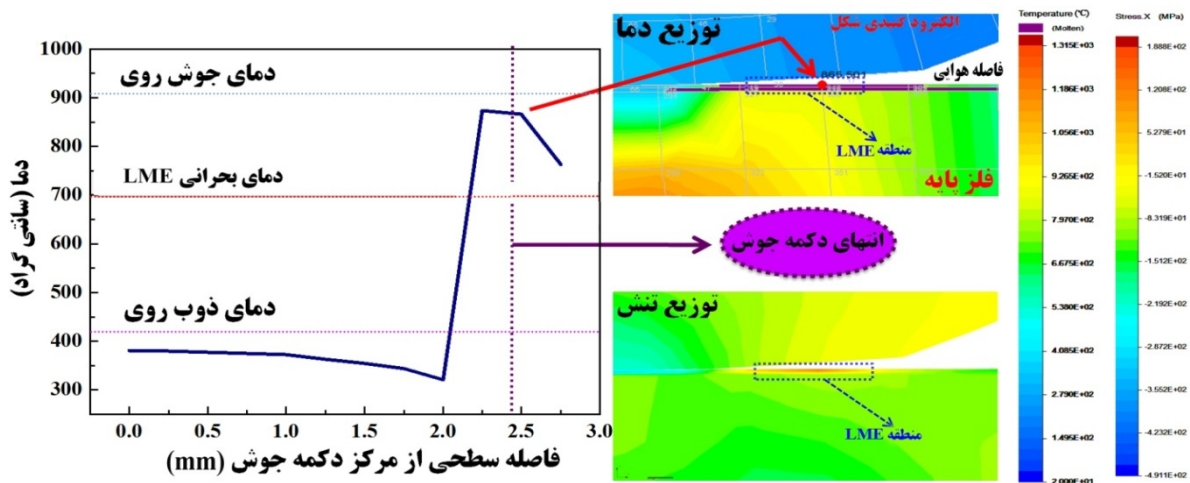 1000
900
800
700
600
500
400
300
دمای جوش روی
دمای بحرانی LME
دمای ذوب روی
دما (سانتی گراد)
0.0 0.5 1.0 1.5 2.0 2.5 3.0
فاصله سطحی از مرکز دکمه جوش (mm)
توزیع دما
فاصله هوایی
منطقه LME
فلز پایه
انتهای دکمه جوش
توزیع تنش
منطقه LME
Temperature (°C)
(Molten)
1.315E+03
1.186E+03
1.056E+03
9.265E+02
7.970E+02
6.675E+02
5.380E+02
4.085E+02
2.790E+02
1.495E+02
2.000E+01
Stress.X (MPa)
1.888E+02
1.208E+02
5.279E+01
-1.520E+01
-8.319E+01
-1.512E+02
-2.192E+02
-2.872E+02
-3.552E+02
-4.232E+02
-4.911E+02